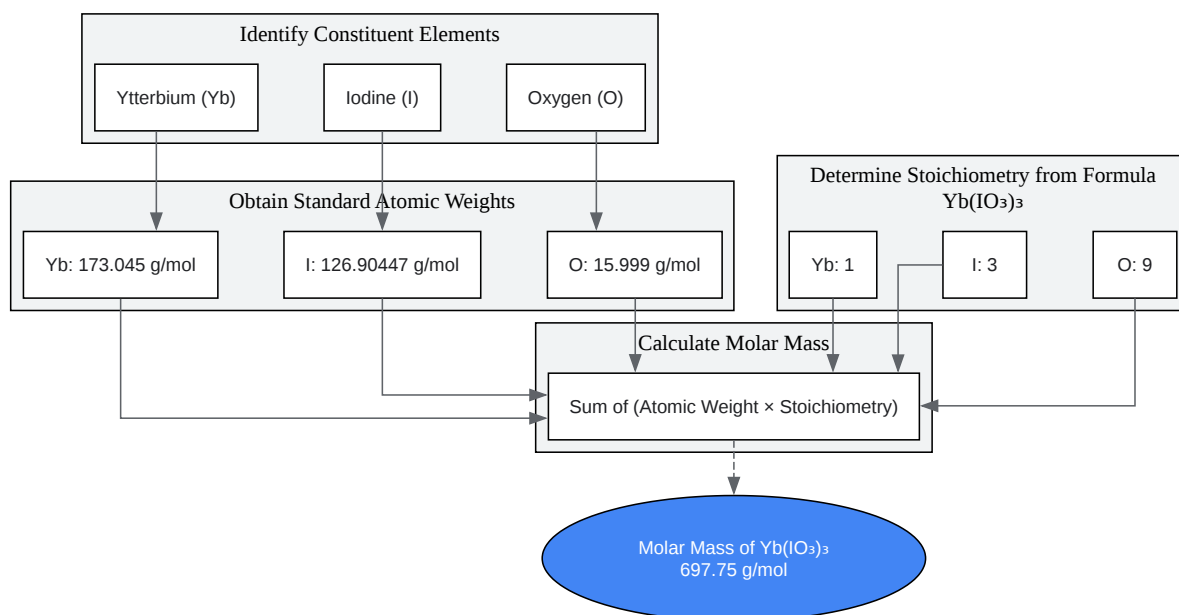 Identify Constituent Elements
Ytterbium (Yb)
Iodine (I)
Oxygen (O)
Obtain Standard Atomic Weights
Yb: 173.045 g/mol
I: 126.90447 g/mol
O: 15.999 g/mol
Determine Stoichiometry from Formula
Yb(IO₃)₃
Yb: 1
I: 3
O: 9
Calculate Molar Mass
Sum of (Atomic Weight × Stoichiometry)
Molar Mass of Yb(IO₃)₃
697.75 g/mol